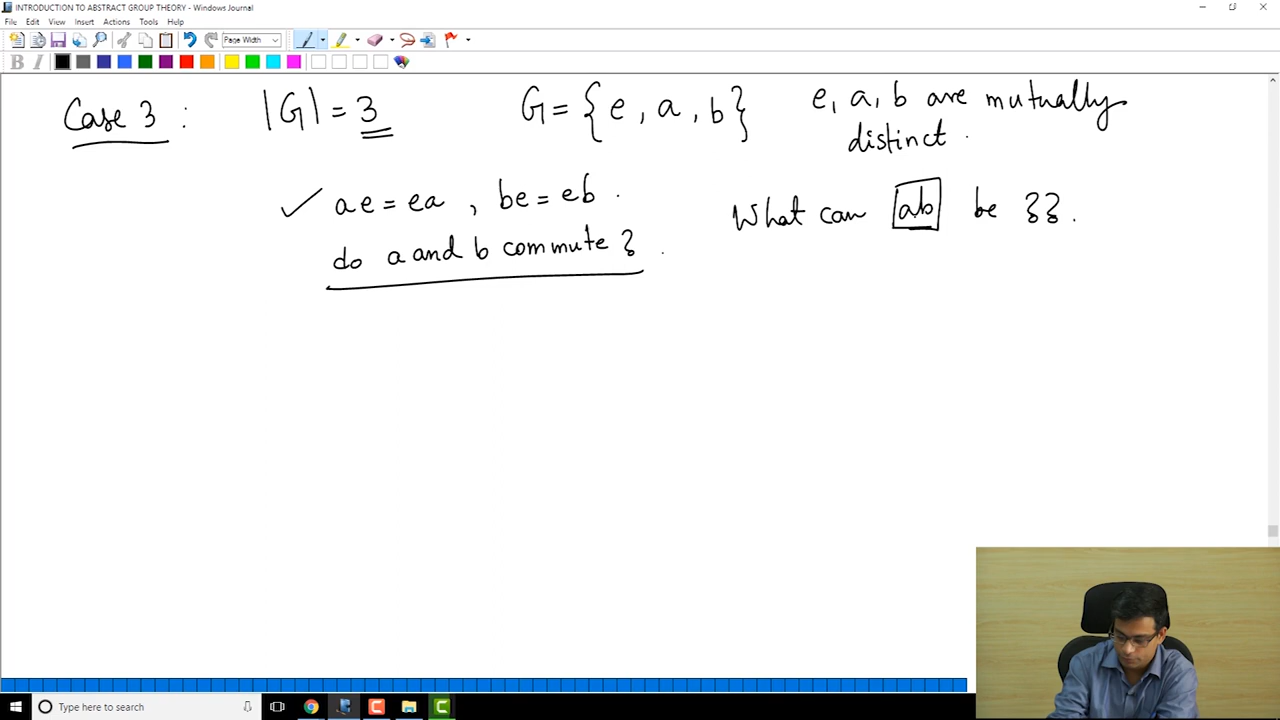 INTRODUCTION TO ABSTRACT GROUP THEORY - Windows Journal
File Edit View Insert Actions Tools Help
Page Width
B I
Case 3 : |G| = 3 G = {e, a, b} e, a, b are mutually
distinct.
✓ ae = ea , be = eb . What can ab be ??.
do a and b commute ? .
Type here to search